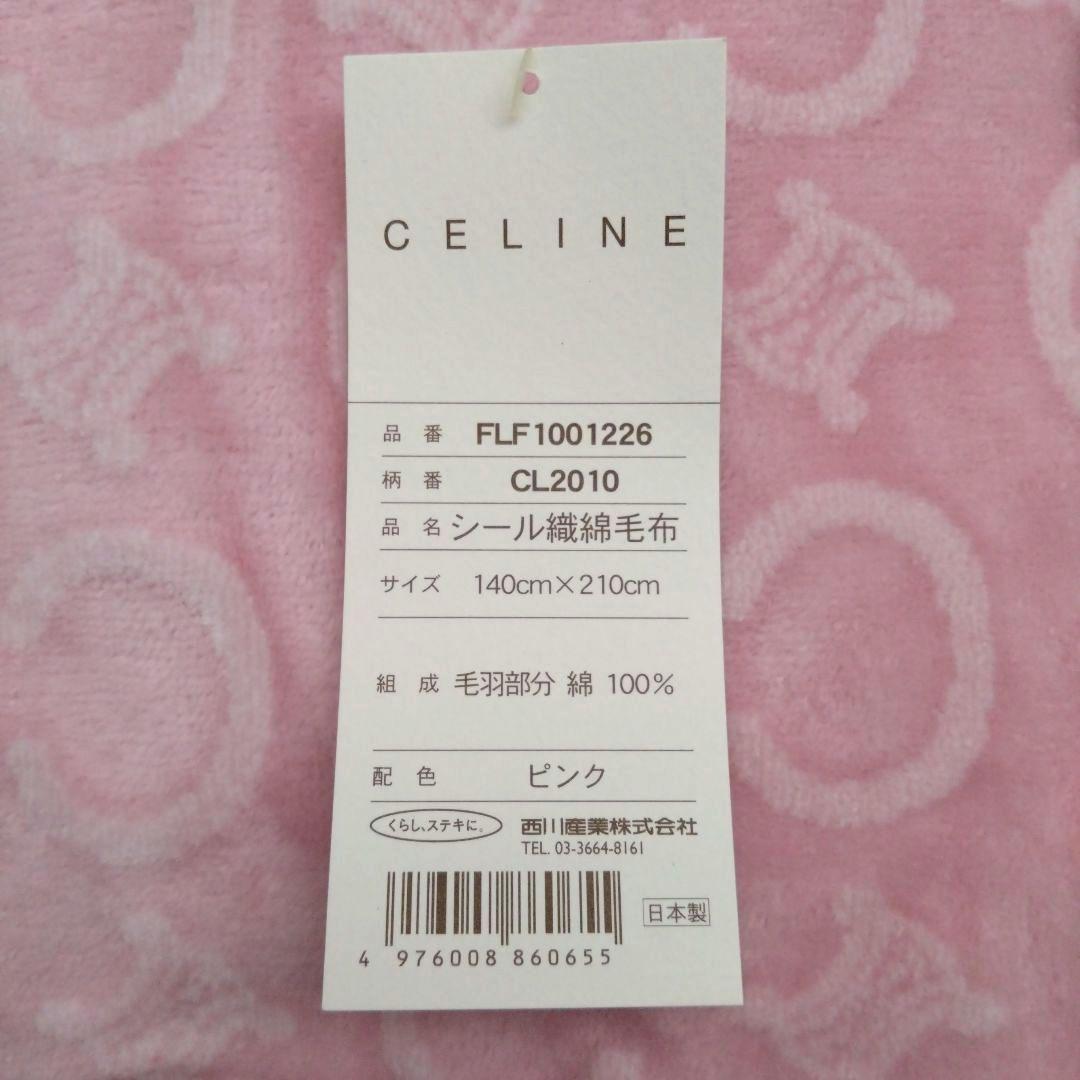 CELINE
品番 FLF1001226
柄番 CL2010
品名 シール織綿毛布
サイズ 140cm×210cm
組成 毛羽部分 綿 100%
配色 ピンク
くらし、ステキに。 西川産業株式会社
TEL. 03-3664-8161
日本製
4 976008 860655